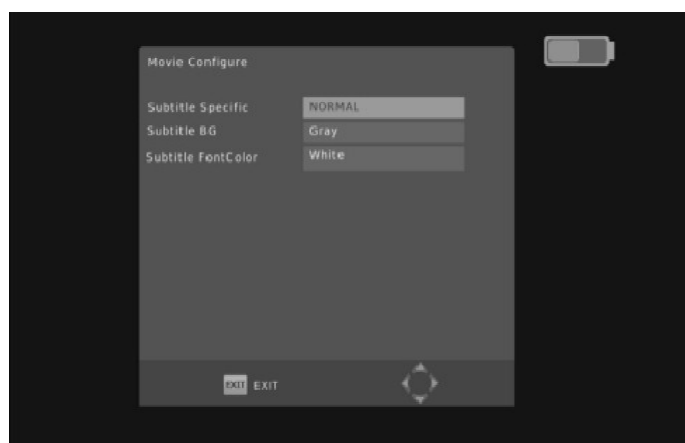 Movie Configure
Subtitle Specific NORMAL
Subtitle BG Gray
Subtitle FontColor White
EXIT EXIT